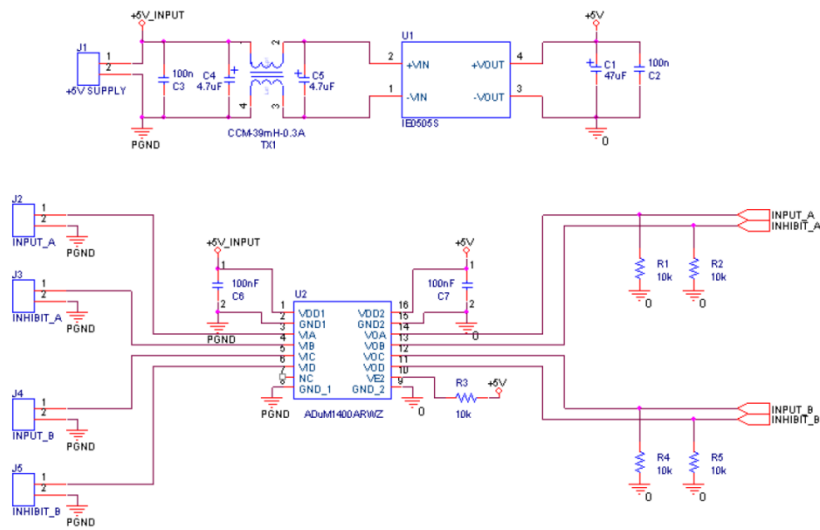 +5V_INPUT
+5V
J1
1
2
+5V SUPPLY
100n
C3
C4
4.7uF
2
4
3
C5
4.7uF
U1
2
+VIN
+VOUT
4
1
-VIN
-VOUT
3
IE0505S
C1
47uF
100n
C2
PGND
CCM-39mH-0.3A
TX1
0
J2
1
2
INPUT_A
PGND
J3
1
2
INHIBIT_A
PGND
J4
1
2
INPUT_B
PGND
J5
1
2
INHIBIT_B
PGND
+5V_INPUT
1
100nF
C6
2
PGND
+5V
1
100nF
C7
2
0
U2
1 VDD1 VDD2 16
2 GND1 GND2 15
3 VIA VOA 14
4 VIB VOB 13
5 VIC VOC 12
6 VID VOD 11
7 NC VE2 10
8 GND_1 GND_2 9
PGND
0
ADuM1400ARWZ
R3
10k
+5V
INPUT_A
INHIBIT_A
R1
10k
R2
10k
0
0
INPUT_B
INHIBIT_B
R4
10k
R5
10k
0
0